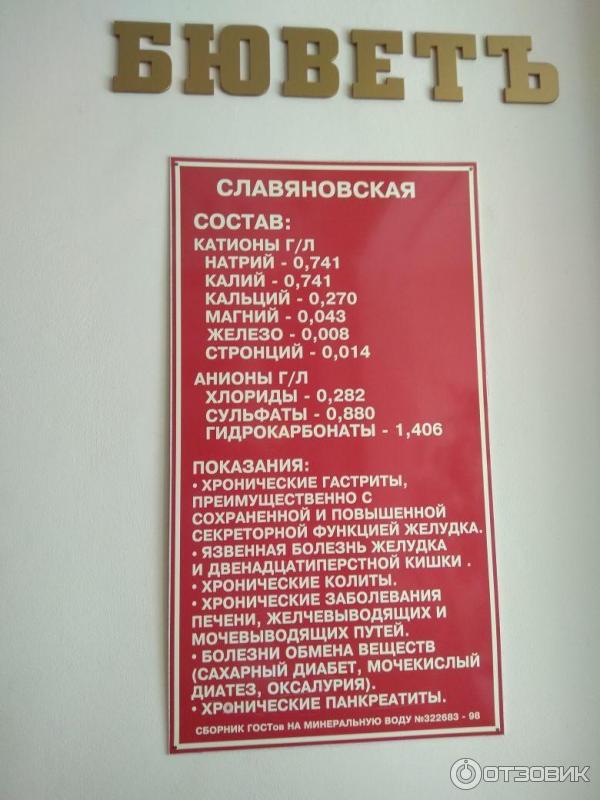 БЮВЕТЪ
СЛАВЯНОВСКАЯ
СОСТАВ:
КАТИОНЫ Г/Л
НАТРИЙ - 0,741
КАЛИЙ - 0,741
КАЛЬЦИЙ - 0,270
МАГНИЙ - 0,043
ЖЕЛЕЗО - 0,008
СТРОНЦИЙ - 0,014
АНИОНЫ Г/Л
ХЛОРИДЫ - 0,282
СУЛЬФАТЫ - 0,880
ГИДРОКАРБОНАТЫ - 1,406
ПОКАЗАНИЯ:
• ХРОНИЧЕСКИЕ ГАСТРИТЫ,
ПРЕИМУЩЕСТВЕННО С
СОХРАНЕННОЙ И ПОВЫШЕННОЙ
СЕКРЕТОРНОЙ ФУНКЦИЕЙ ЖЕЛУДКА.
• ЯЗВЕННАЯ БОЛЕЗНЬ ЖЕЛУДКА
И ДВЕНАДЦАТИПЕРСТНОЙ КИШКИ .
• ХРОНИЧЕСКИЕ КОЛИТЫ.
• ХРОНИЧЕСКИЕ ЗАБОЛЕВАНИЯ
ПЕЧЕНИ, ЖЕЛЧЕВЫВОДЯЩИХ И
МОЧЕВЫВОДЯЩИХ ПУТЕЙ.
• БОЛЕЗНИ ОБМЕНА ВЕЩЕСТВ
(САХАРНЫЙ ДИАБЕТ, МОЧЕКИСЛЫЙ
ДИАТЕЗ, ОКСАЛУРИЯ).
• ХРОНИЧЕСКИЕ ПАНКРЕАТИТЫ.
СБОРНИК ГОСТов НА МИНЕРАЛЬНУЮ ВОДУ №322683 - 98
ОТЗОВИК